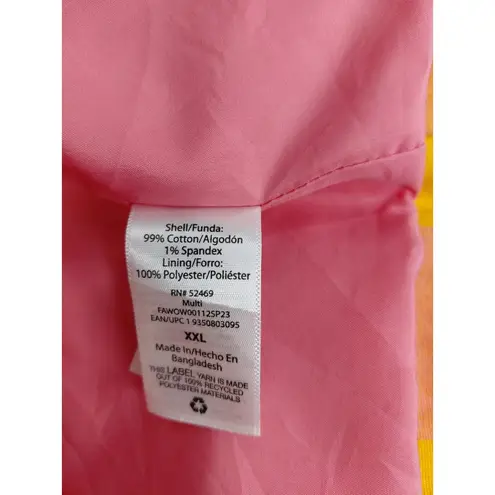 Shell/Funda:
99% Cotton/Algodón
1% Spandex
Lining/Forro:
100% Polyester/Poliéster
RN# 52469
Multi
FAWOW00112SP23
EAN/UPC 1 9350803095
XXL
Made in/Hecho En
Bangladesh
THIS LABEL YARN IS MADE
OUT OF 100% RECYCLED
POLYESTER MATERIALS